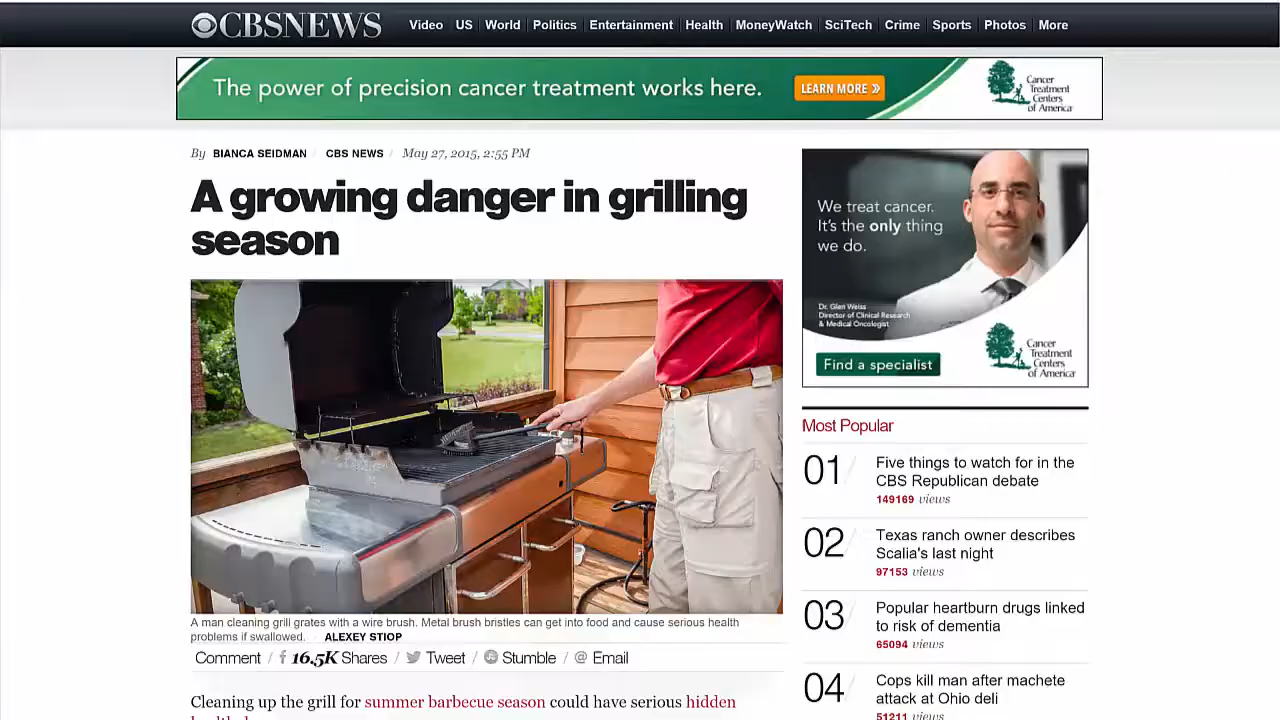 CBSNEWS
Video US World Politics Entertainment Health MoneyWatch SciTech Crime Sports Photos More
The power of precision cancer treatment works here.
LEARN MORE »
Cancer
Treatment
Centers
of America
By BIANCA SEIDMAN / CBS NEWS / May 27, 2015, 2:55 PM
A growing danger in grilling
season
A man cleaning grill grates with a wire brush. Metal brush bristles can get into food and cause serious health
problems if swallowed. ALEXEY STIOP
Comment / f 16.5K Shares / Tweet / Stumble / @ Email
Cleaning up the grill for summer barbecue season could have serious hidden
We treat cancer.
It's the only thing
we do.
Dr. Glen Weiss
Director of Clinical Research
& Medical Oncologist
Find a specialist
Cancer
Treatment
Centers
of America
Most Popular
01 / Five things to watch for in the
CBS Republican debate
149169 views
02 / Texas ranch owner describes
Scalia's last night
97153 views
03 / Popular heartburn drugs linked
to risk of dementia
65094 views
04 / Cops kill man after machete
attack at Ohio deli
51211 views